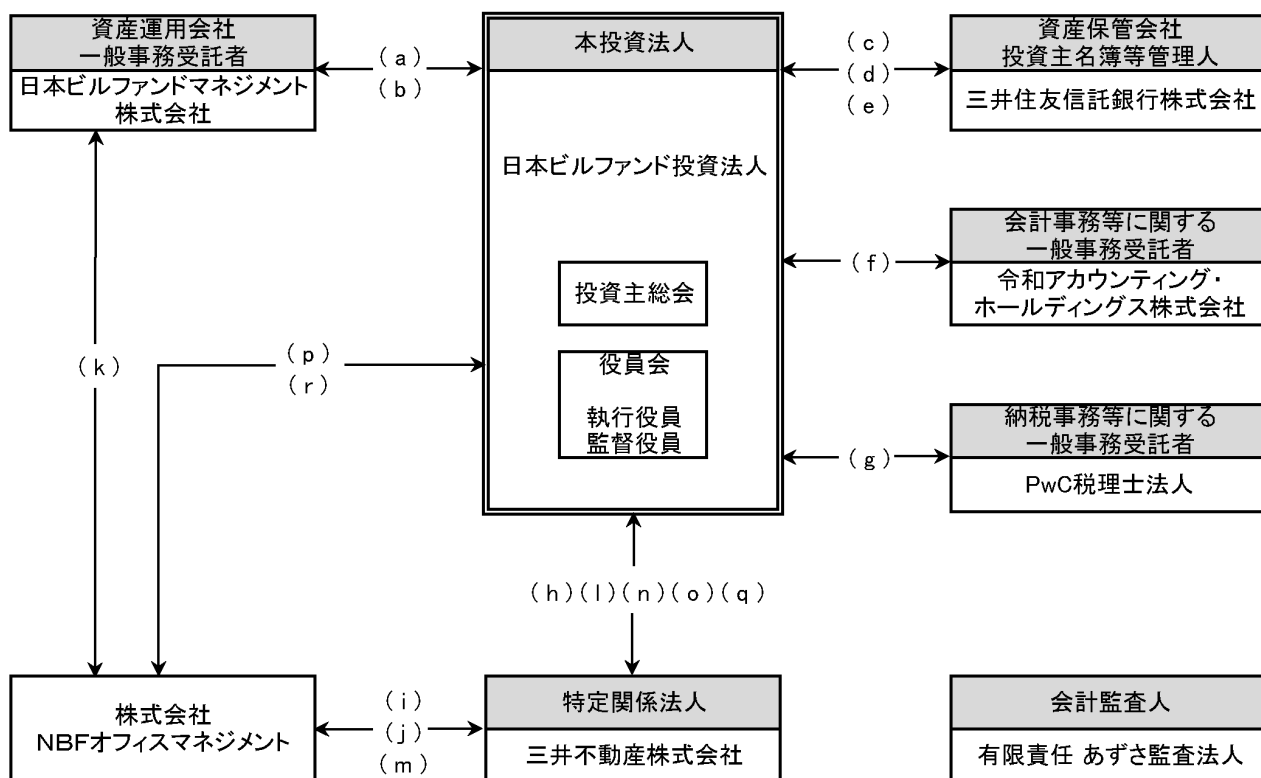 資産運用会社
一般事務受託者
日本ビルファンドマネジメント
株式会社
(a)
(b)
本投資法人
日本ビルファンド投資法人
投資主総会
役員会
執行役員
監督役員
(c)
(d)
(e)
資産保管会社
投資主名簿等管理人
三井住友信託銀行株式会社
(f)
会計事務等に関する
一般事務受託者
令和アカウンティング・
ホールディングス株式会社
(g)
納税事務等に関する
一般事務受託者
PwC税理士法人
(k)
(p)
(r)
(h)(l)(n)(o)(q)
株式会社
NBFオフィスマネジメント
(i)
(j)
(m)
特定関係法人
三井不動産株式会社
会計監査人
有限責任 あずさ監査法人